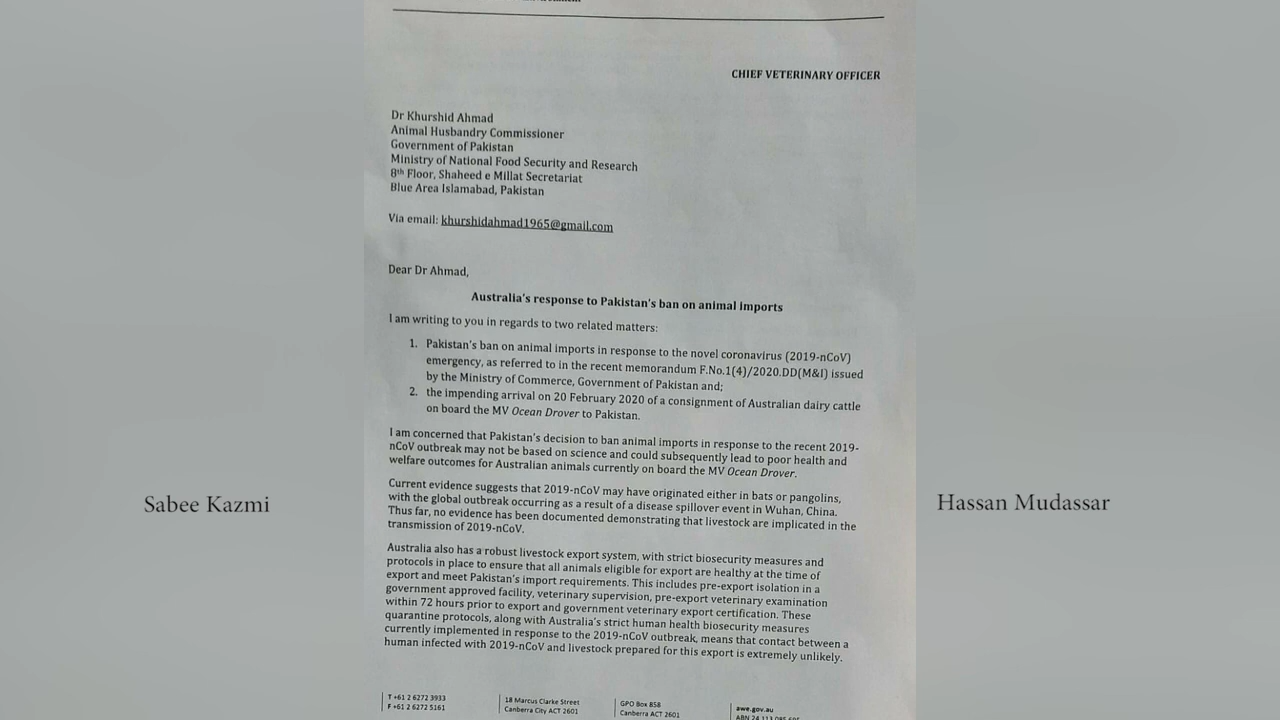 CHIEF VETERINARY OFFICER
Dr Khurshid Ahmad
Animal Husbandry Commissioner
Government of Pakistan
Ministry of National Food Security and Research
8th Floor, Shaheed e Millat Secretariat
Blue Area Islamabad, Pakistan
Via email: khurshidahmad1965@gmail.com
Dear Dr Ahmad,
Australia's response to Pakistan's ban on animal imports
I am writing to you in regards to two related matters:
1. Pakistan's ban on animal imports in response to the novel coronavirus (2019-nCoV)
emergency, as referred to in the recent memorandum F.No.1(4)/2020.DD(M&I) issued
by the Ministry of Commerce, Government of Pakistan and;
2. the impending arrival on 20 February 2020 of a consignment of Australian dairy cattle
on board the MV Ocean Drover to Pakistan.
I am concerned that Pakistan's decision to ban animal imports in response to the recent 2019-
nCoV outbreak may not be based on science and could subsequently lead to poor health and
welfare outcomes for Australian animals currently on board the MV Ocean Drover.
Current evidence suggests that 2019-nCoV may have originated either in bats or pangolins,
with the global outbreak occurring as a result of a disease spillover event in Wuhan, China.
Thus far, no evidence has been documented demonstrating that livestock are implicated in the
transmission of 2019-nCoV.
Australia also has a robust livestock export system, with strict biosecurity measures and
protocols in place to ensure that all animals eligible for export are healthy at the time of
export and meet Pakistan's import requirements. This includes pre-export isolation in a
government approved facility, veterinary supervision, pre-export veterinary examination
within 72 hours prior to export and government veterinary export certification. These
quarantine protocols, along with Australia's strict human health biosecurity measures
currently implemented in response to the 2019-nCoV outbreak, means that contact between a
human infected with 2019-nCoV and livestock prepared for this export is extremely unlikely.
T +61 2 6272 3933
F +61 2 6272 5161
18 Marcus Clarke Street
Canberra City ACT 2601
GPO Box 858
Canberra ACT 2601
awe.gov.au
ABN 24 113 085
Sabee Kazmi
Hassan Mudassar